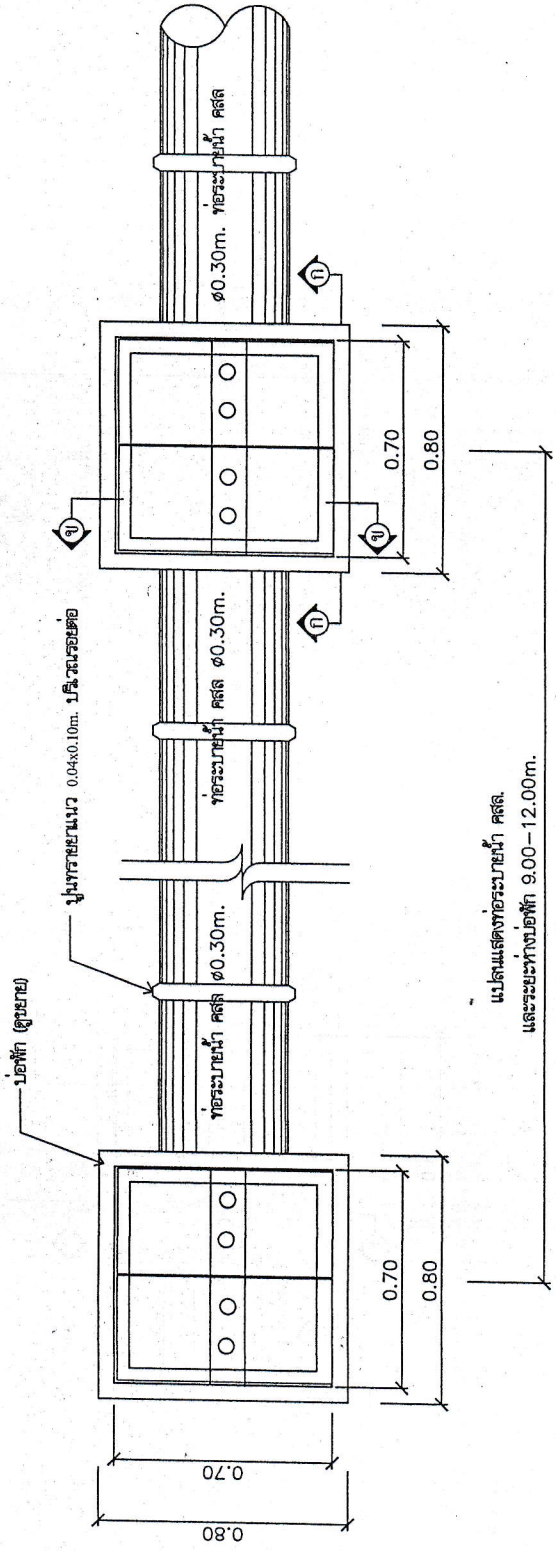 บ่อพัก (ดูขยาย)
ปูนทรายยาแนว 0.04x0.10m. บริเวณรอยต่อ
ท่อระบายน้ำ คสล ø0.30m.
ท่อระบายน้ำ คสล ø0.30m.
ø0.30m. ท่อระบายน้ำ คสล
ข
ข
ก
ก
0.80
0.70
0.70
0.80
0.70
0.80
แปลนแสดงท่อระบายน้ำ คสล.
และระยะห่างบ่อพัก 9.00-12.00m.